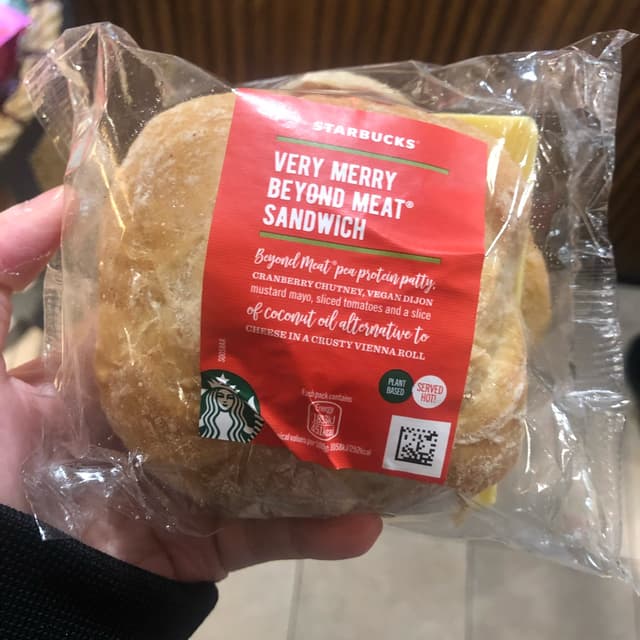 STARBUCKS®
VERY MERRY
BEYOND MEAT®
SANDWICH
Beyond Meat® pea protein patty,
CRANBERRY CHUTNEY, VEGAN DIJON
mustard mayo, sliced tomatoes and a slice
of coconut oil alternative to
CHEESE IN A CRUSTY VIENNA ROLL
PLANT
BASED
SERVED
HOT!
Each pack contains
Energy